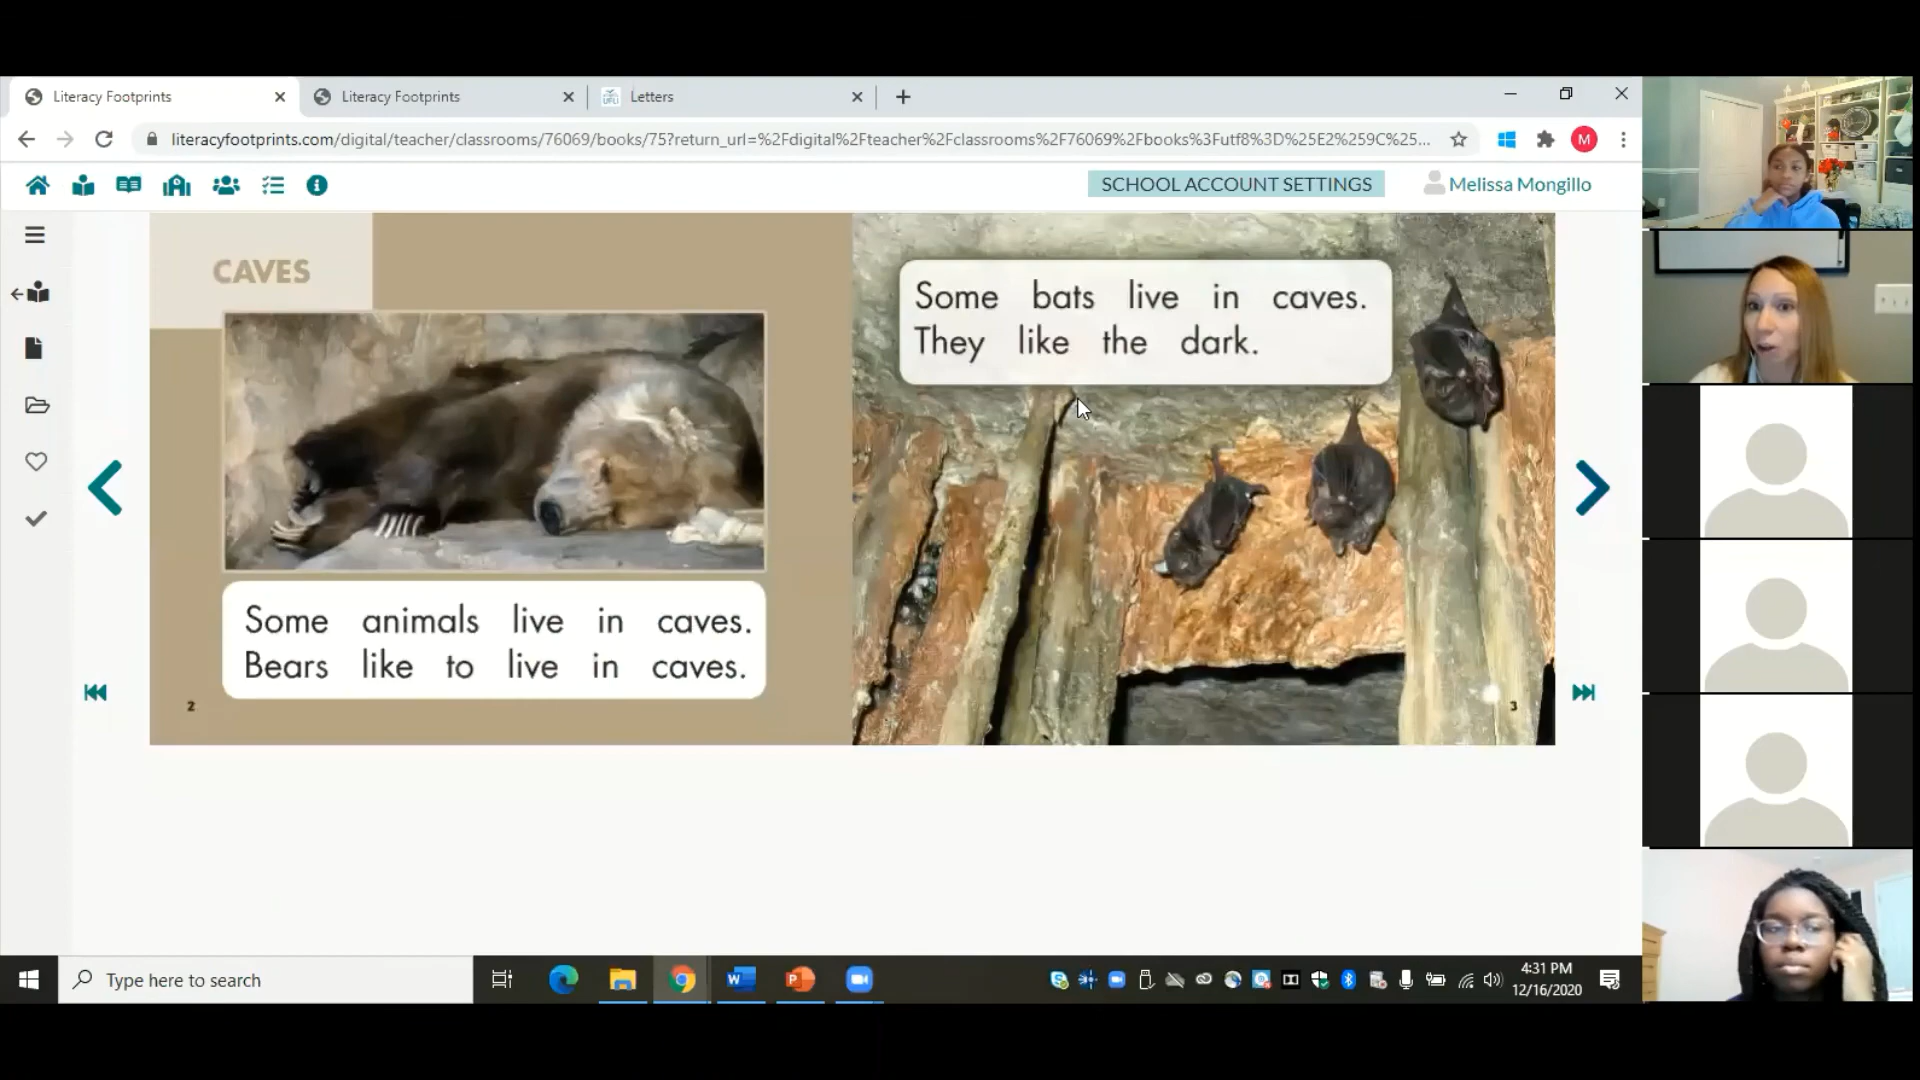 Literacy Footprints
Literacy Footprints
Letters
literacyfootprints.com/digital/teacher/classrooms/76069/books/75?return_url=%2Fdigital%2Fteacher%2Fclassrooms%2F76069%2Fbooks%3Futf8%3D%25E2%259C%25...
M
SCHOOL ACCOUNT SETTINGS
Melissa Mongillo
CAVES
Some animals live in caves.
Bears like to live in caves.
2
Some bats live in caves.
They like the dark.
3
Type here to search
4:31 PM
12/16/2020